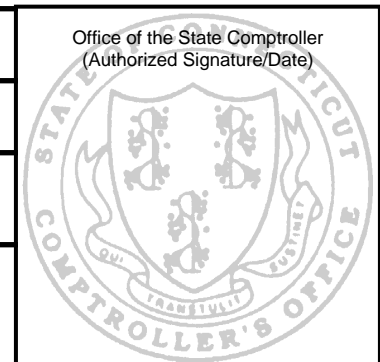 Office of the State Comptroller
(Authorized Signature/Date)
STATE OF CONNECTICUT
COMPTROLLER'S OFFICE
QUI
TRANSTULIT
SUSTINET